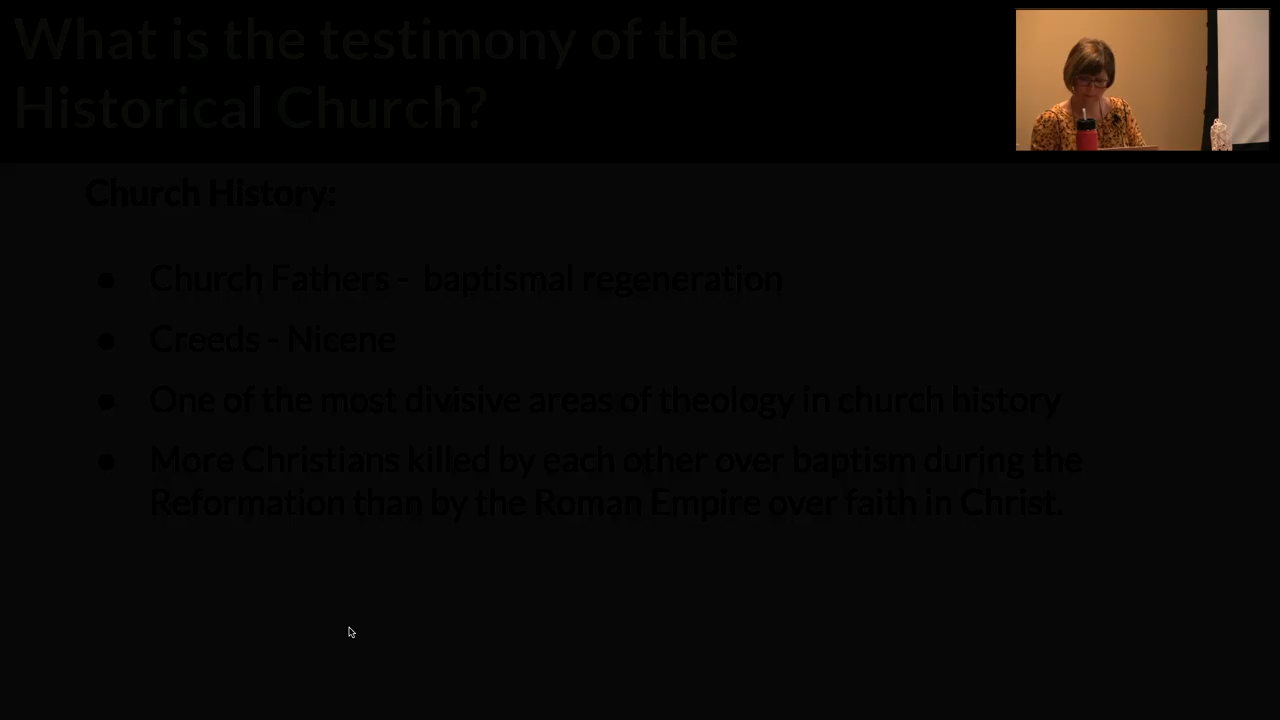 What is the testimony of the
Historical Church?
Church History:
● Church Fathers - baptismal regeneration
● Creeds - Nicene
● One of the most divisive areas of theology in church history
● More Christians killed by each other over baptism during the
Reformation than by the Roman Empire over faith in Christ.